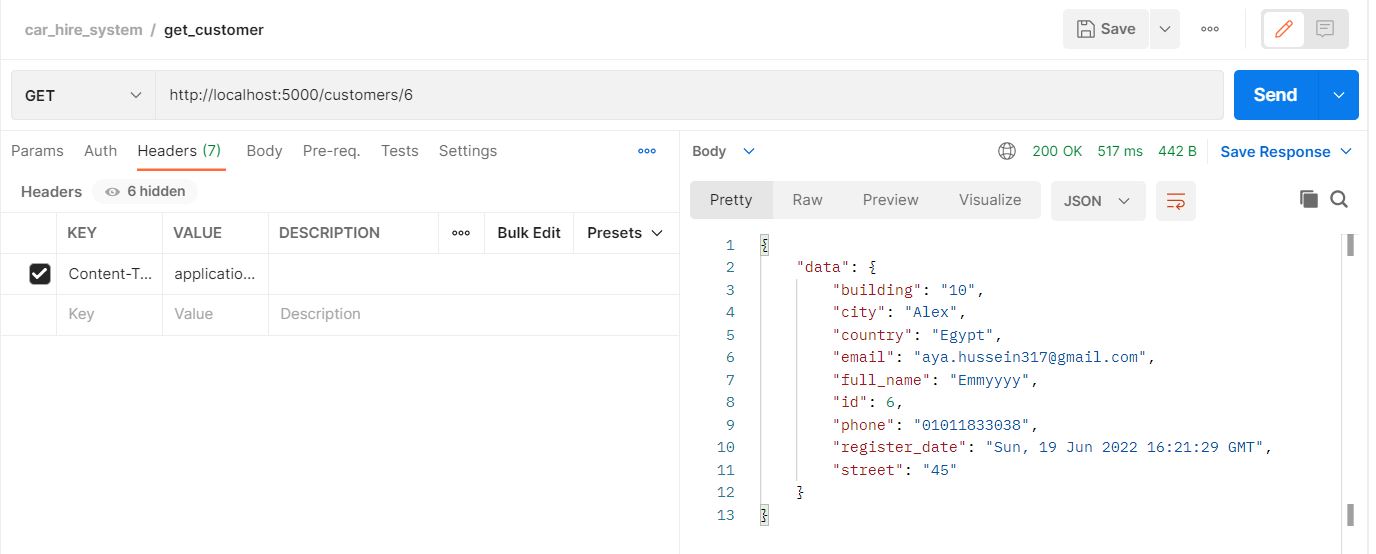 car_hire_system / get_customer
Save
GET http://localhost:5000/customers/6 Send
Params Auth Headers (7) Body Pre-req. Tests Settings
Headers 6 hidden
KEY VALUE DESCRIPTION Bulk Edit Presets
Content-T... applicatio...
Key Value Description
Body 200 OK 517 ms 442 B Save Response
Pretty Raw Preview Visualize JSON
1 {
2 "data": {
3 "building": "10",
4 "city": "Alex",
5 "country": "Egypt",
6 "email": "aya.hussein317@gmail.com",
7 "full_name": "Emmyyyy",
8 "id": 6,
9 "phone": "01011833038",
10 "register_date": "Sun, 19 Jun 2022 16:21:29 GMT",
11 "street": "45"
12 }
13 }